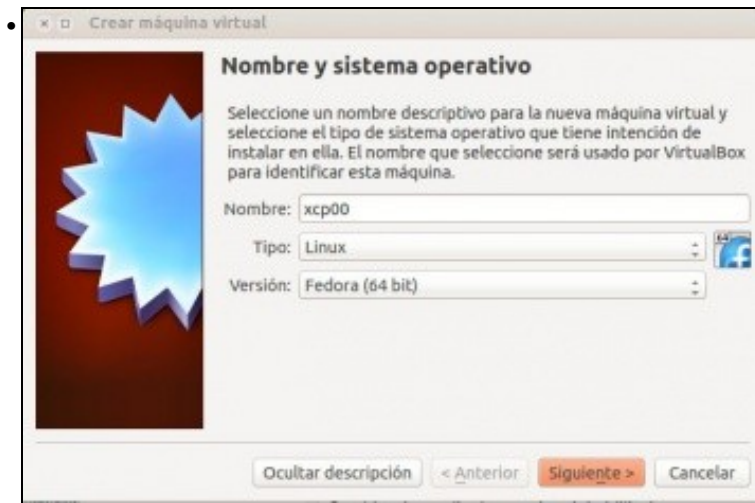 Crear máquina virtual
Nombre y sistema operativo
Seleccione un nombre descriptivo para la nueva máquina virtual y
seleccione el tipo de sistema operativo que tiene intención de
instalar en ella. El nombre que seleccione será usado por VirtualBox
para identificar esta máquina.
Nombre: xcp00
Tipo: Linux
64
Versión: Fedora (64 bit)
Ocultar descripción < Anterior Siguiente > Cancelar